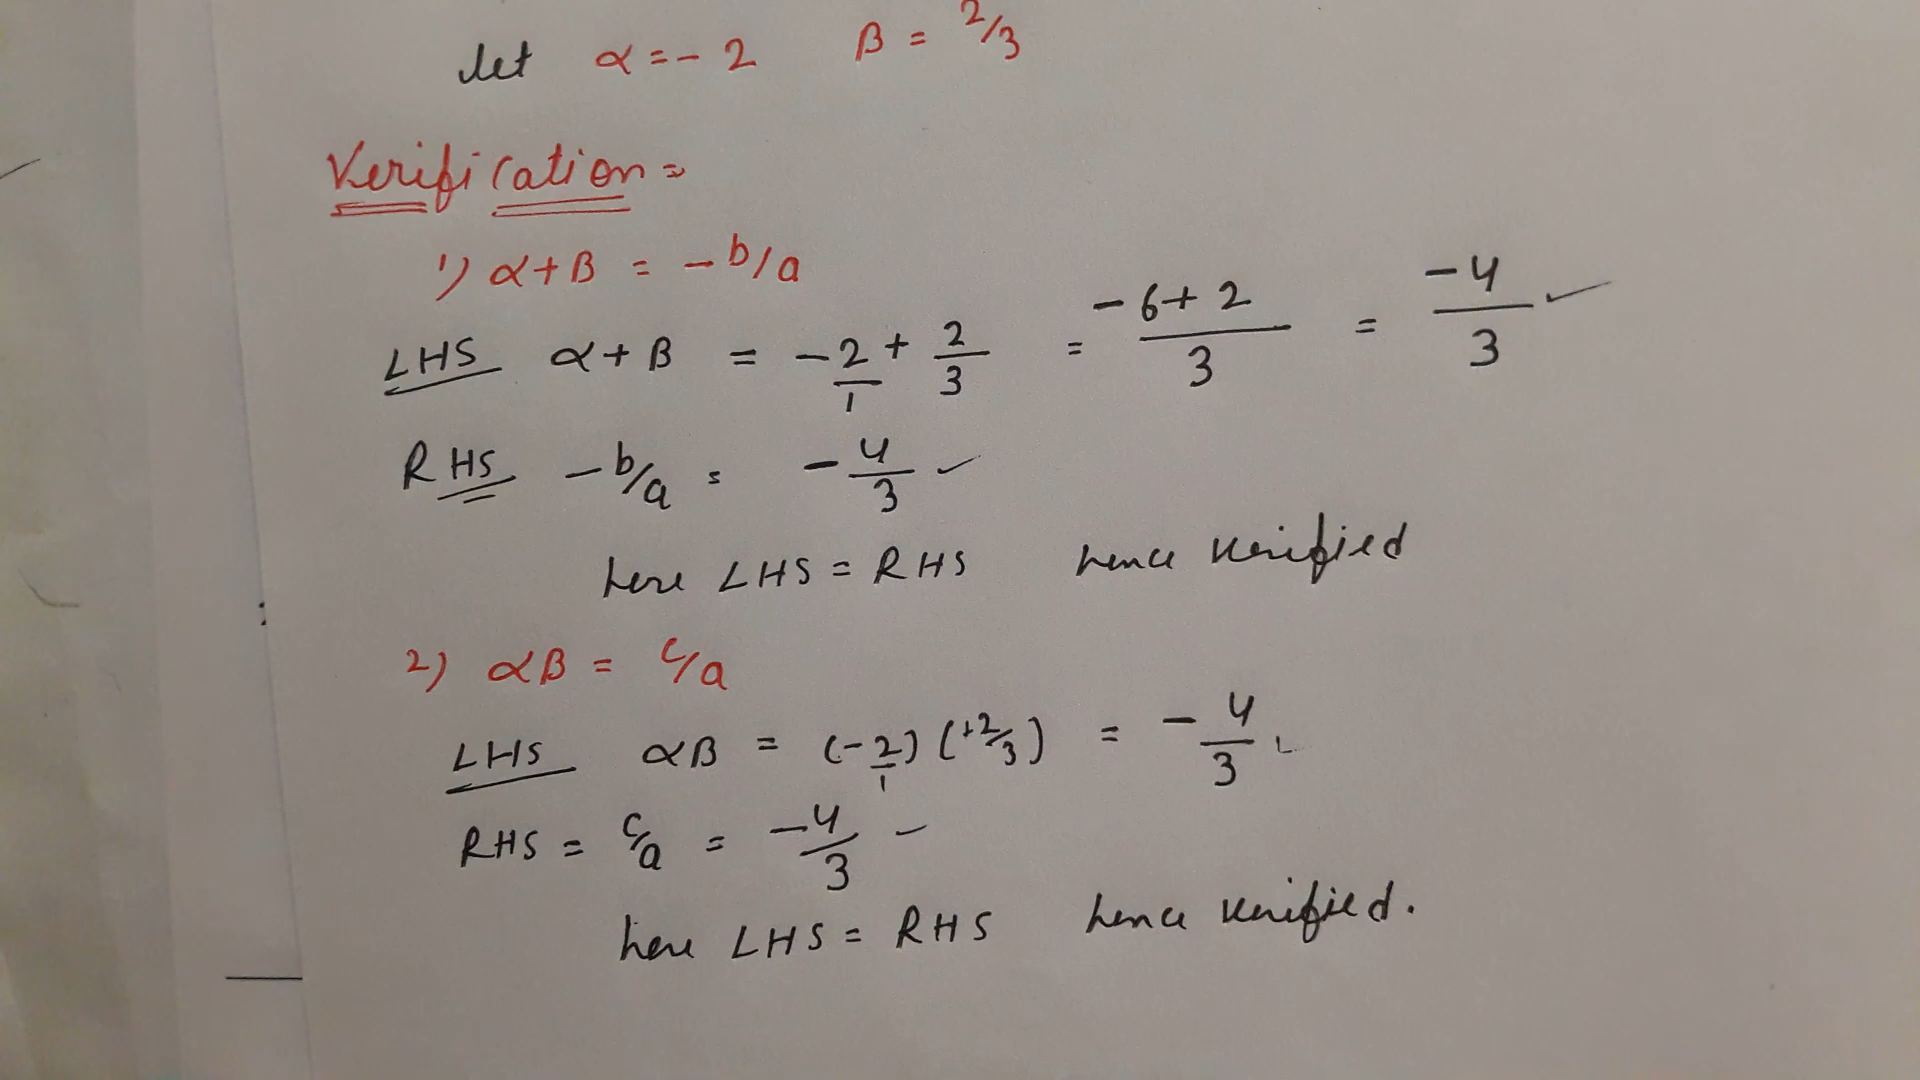 let α = -2 β = 2/3
Verification =
1) α+β = -b/a
LHS α+β = -2/1 + 2/3 = -6+2/3 = -4/3 ✓
RHS -b/a = -4/3 ✓
here LHS = RHS hence verified
2) αβ = c/a
LHS αβ = (-2/1) (+2/3) = -4/3
RHS = c/a = -4/3
here LHS = RHS hence verified.